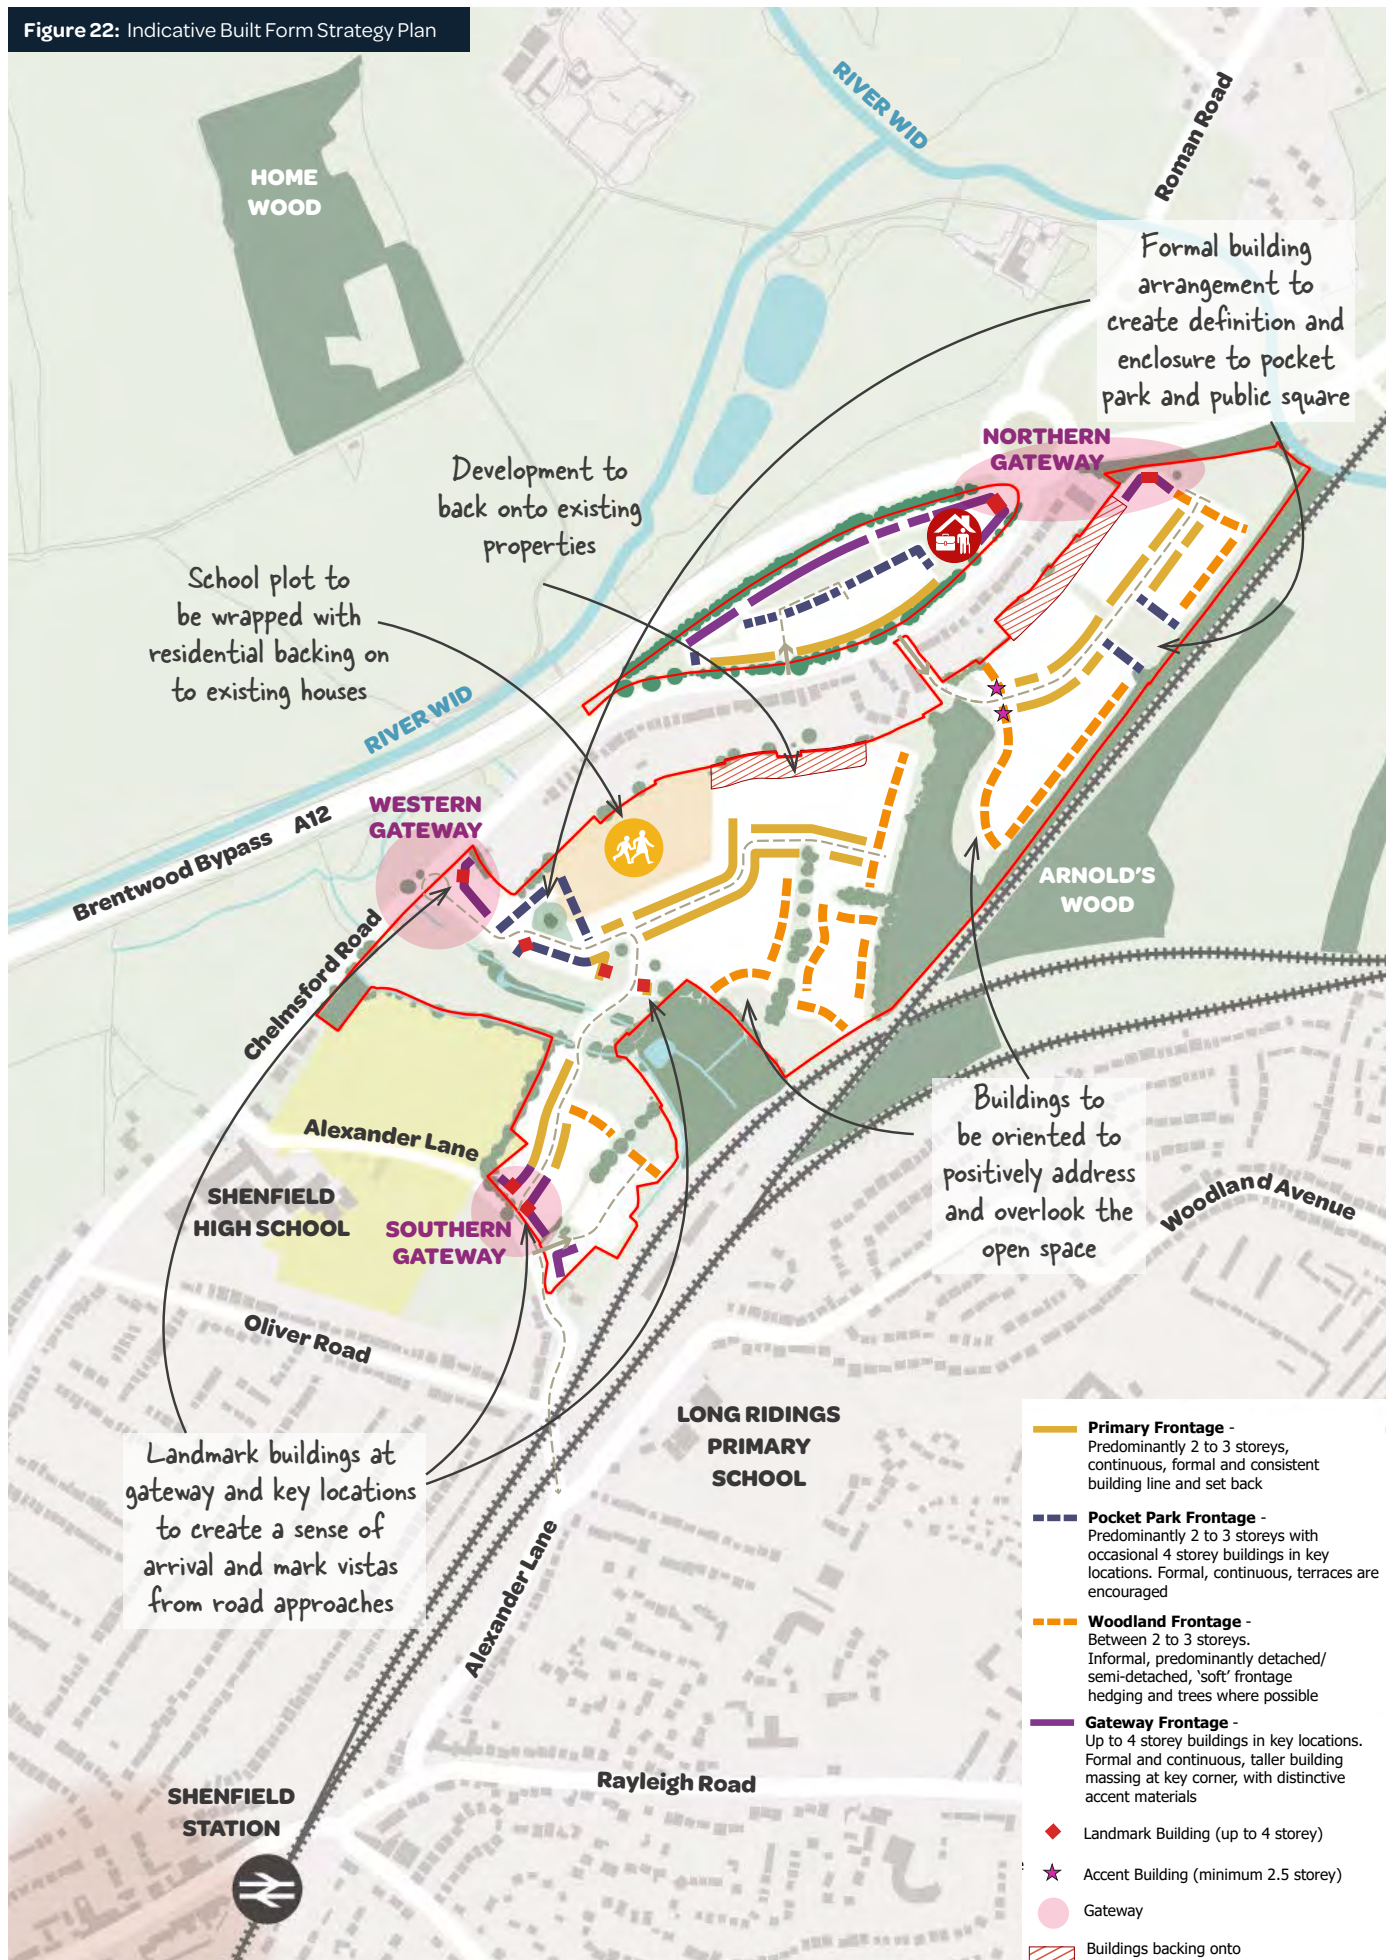 Figure 22: Indicative Built Form Strategy Plan
RIVER WID
Roman Road
HOME
WOOD
Formal building
arrangement to
create definition and
enclosure to pocket
park and public square
NORTHERN
GATEWAY
Development to
back onto existing
properties
School plot to
be wrapped with
residential backing on
to existing houses
RIVER WID
WESTERN
GATEWAY
Brentwood Bypass A12
ARNOLD'S
WOOD
Chelmsford Road
Buildings to
be oriented to
positively address
and overlook the
open space
Alexander Lane
SHENFIELD
HIGH SCHOOL
SOUTHERN
GATEWAY
Woodland Avenue
Oliver Road
LONG RIDINGS
PRIMARY
SCHOOL
Landmark buildings at
gateway and key locations
to create a sense of
arrival and mark vistas
from road approaches
Alexander Lane
Rayleigh Road
SHENFIELD
STATION
Primary Frontage -
Predominantly 2 to 3 storeys,
continuous, formal and consistent
building line and set back
Pocket Park Frontage -
Predominantly 2 to 3 storeys with
occasional 4 storey buildings in key
locations. Formal, continuous, terraces are
encouraged
Woodland Frontage -
Between 2 to 3 storeys.
Informal, predominantly detached/
semi-detached, 'soft' frontage
hedging and trees where possible
Gateway Frontage -
Up to 4 storey buildings in key locations.
Formal and continuous, taller building
massing at key corner, with distinctive
accent materials
Landmark Building (up to 4 storey)
Accent Building (minimum 2.5 storey)
Gateway
Buildings backing onto